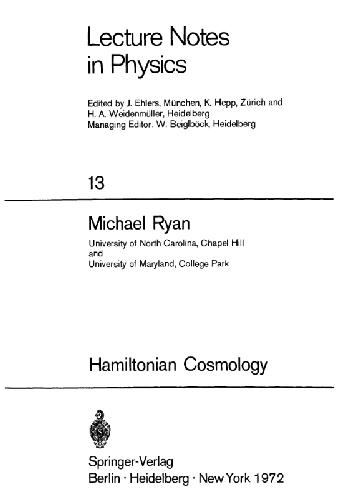 Lecture Notes
in Physics
Edited by J. Ehlers, München, K. Hepp, Zürich and
H. A. Weidenmüller, Heidelberg
Managing Editor: W. Beiglböck, Heidelberg
13
Michael Ryan
University of North Carolina, Chapel Hill
and
University of Maryland, College Park
Hamiltonian Cosmology
Springer-Verlag
Berlin · Heidelberg · New York 1972